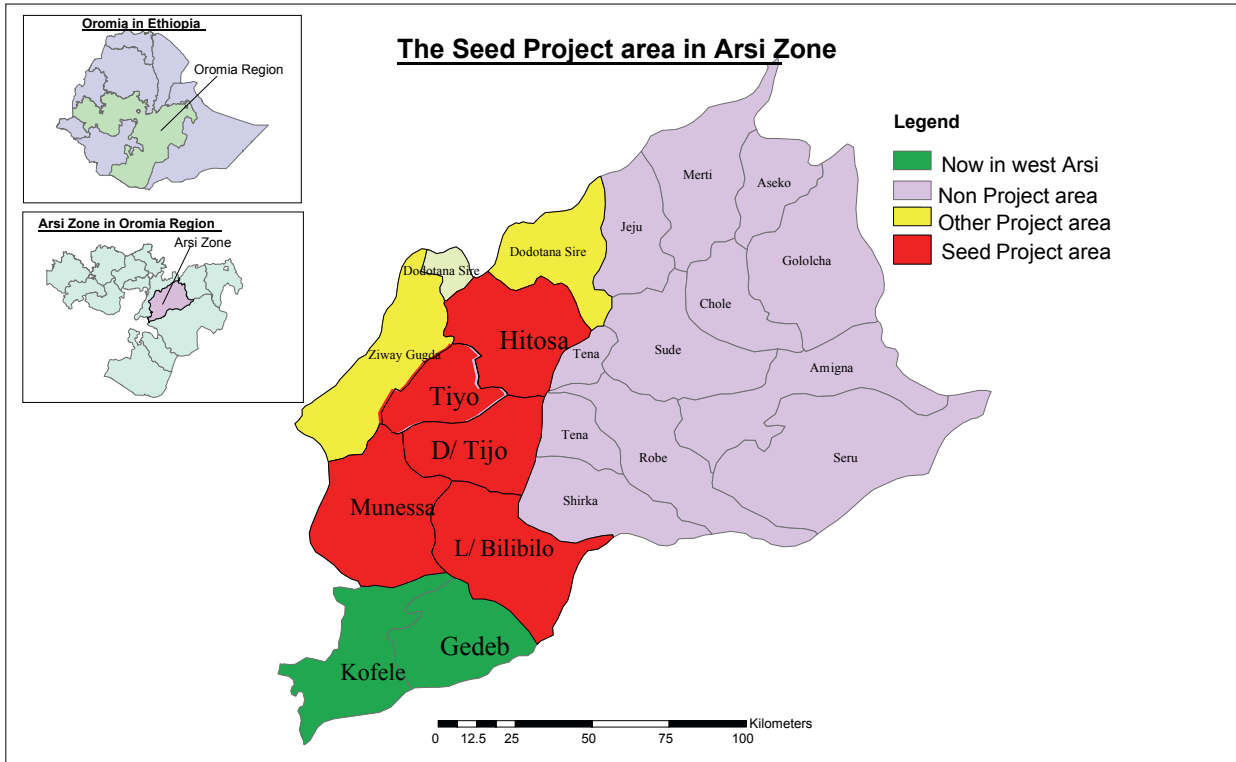 Oromia in Ethiopia
Oromia Region
The Seed Project area in Arsi Zone
Arsi Zone in Oromia Region
Arsi Zone
Legend
Now in west Arsi
Non Project area
Other Project area
Seed Project area
Merti
Aseko
Jeju
Dodotana Sire
Dodotana Sire
Gololcha
Chole
Hitosa
Ziway Gugda
Tena
Sude
Amigna
Tiyo
D/ Tijo
Tena
Robe
Seru
Munessa
Shirka
L/ Bilibilo
Gedeb
Kofele
Kilometers
0 12.5 25 50 75 100